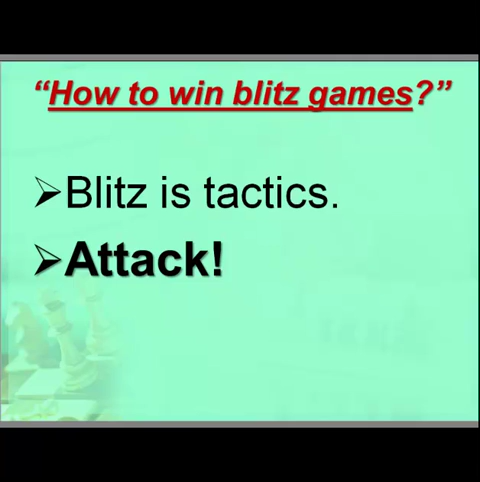 “How to win blitz games?”
➢Blitz is tactics.
➢Attack!